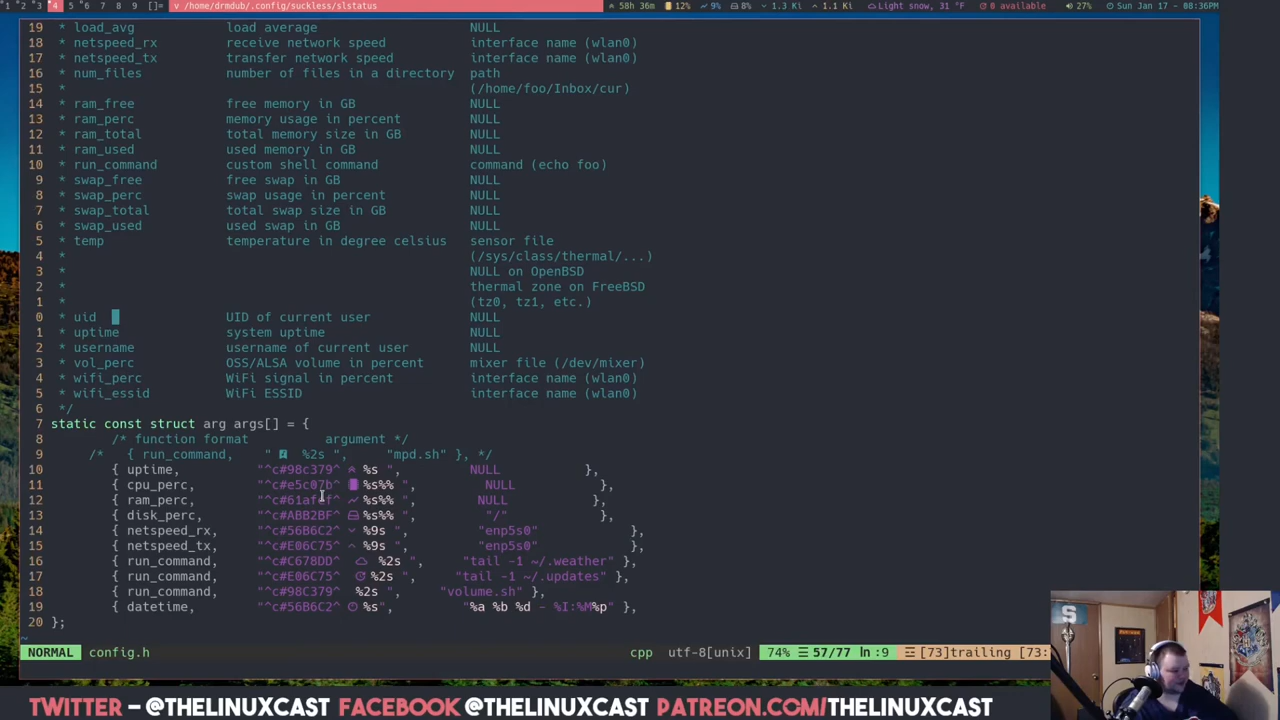 1 2 3 4 5 6 7 8 9 []= v /home/drmdub/.config/suckless/slstatus 58h 36m 12% 9% 8% 1.3 Ki 1.1 Ki Light snow, 31 °F 0 available 27% Sun Jan 17 - 08:36PM
19 * load_avg load average NULL
18 * netspeed_rx receive network speed interface name (wlan0)
17 * netspeed_tx transfer network speed interface name (wlan0)
16 * num_files number of files in a directory path
15 * (/home/foo/Inbox/cur)
14 * ram_free free memory in GB NULL
13 * ram_perc memory usage in percent NULL
12 * ram_total total memory size in GB NULL
11 * ram_used used memory in GB NULL
10 * run_command custom shell command command (echo foo)
9 * swap_free free swap in GB NULL
8 * swap_perc swap usage in percent NULL
7 * swap_total total swap size in GB NULL
6 * swap_used used swap in GB NULL
5 * temp temperature in degree celsius sensor file
4 * (/sys/class/thermal/...)
3 * NULL on OpenBSD
2 * thermal zone on FreeBSD
1 * (tz0, tz1, etc.)
0 * uid UID of current user NULL
1 * uptime system uptime NULL
2 * username username of current user NULL
3 * vol_perc OSS/ALSA volume in percent mixer file (/dev/mixer)
4 * wifi_perc WiFi signal in percent interface name (wlan0)
5 * wifi_essid WiFi ESSID interface name (wlan0)
6 */
7 static const struct arg args[] = {
8 /* function format argument */
9 /* { run_command, " %2s ", "mpd.sh" }, */
10 { uptime, "^c#98c379^ %s ", NULL },
11 { cpu_perc, "^c#e5c07b^ %s%% ", NULL },
12 { ram_perc, "^c#61afef^ %s%% ", NULL },
13 { disk_perc, "^c#ABB2BF^ %s%% ", "/" },
14 { netspeed_rx, "^c#56B6C2^ %9s ", "enp5s0" },
15 { netspeed_tx, "^c#E06C75^ %9s ", "enp5s0" },
16 { run_command, "^c#C678DD^ %2s ", "tail -1 ~/.weather" },
17 { run_command, "^c#E06C75^ %2s ", "tail -1 ~/.updates" },
18 { run_command, "^c#98C379^ %2s ", "volume.sh" },
19 { datetime, "^c#56B6C2^ %s", "%a %b %d - %I:%M%p" },
20 };
~
NORMAL config.h cpp utf-8[unix] 74% ☰ 57/77 ln :9 ☲ [73]trailing [73:
TWITTER – @THELINUXCAST FACEBOOK @THELINUXCAST PATREON.COM/THELINUXCAST